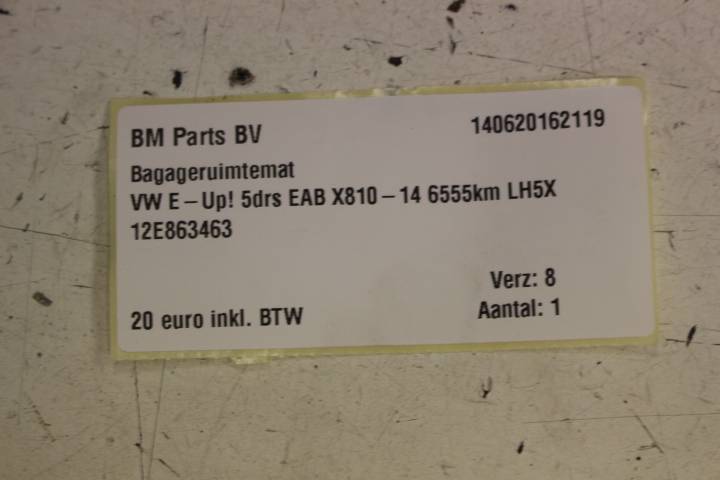 BM Parts BV 140620162119
Bagageruimtemat
VW E-Up! 5drs EAB X810-14 6555km LH5X
12E863463
Verz: 8
20 euro inkl. BTW Aantal: 1